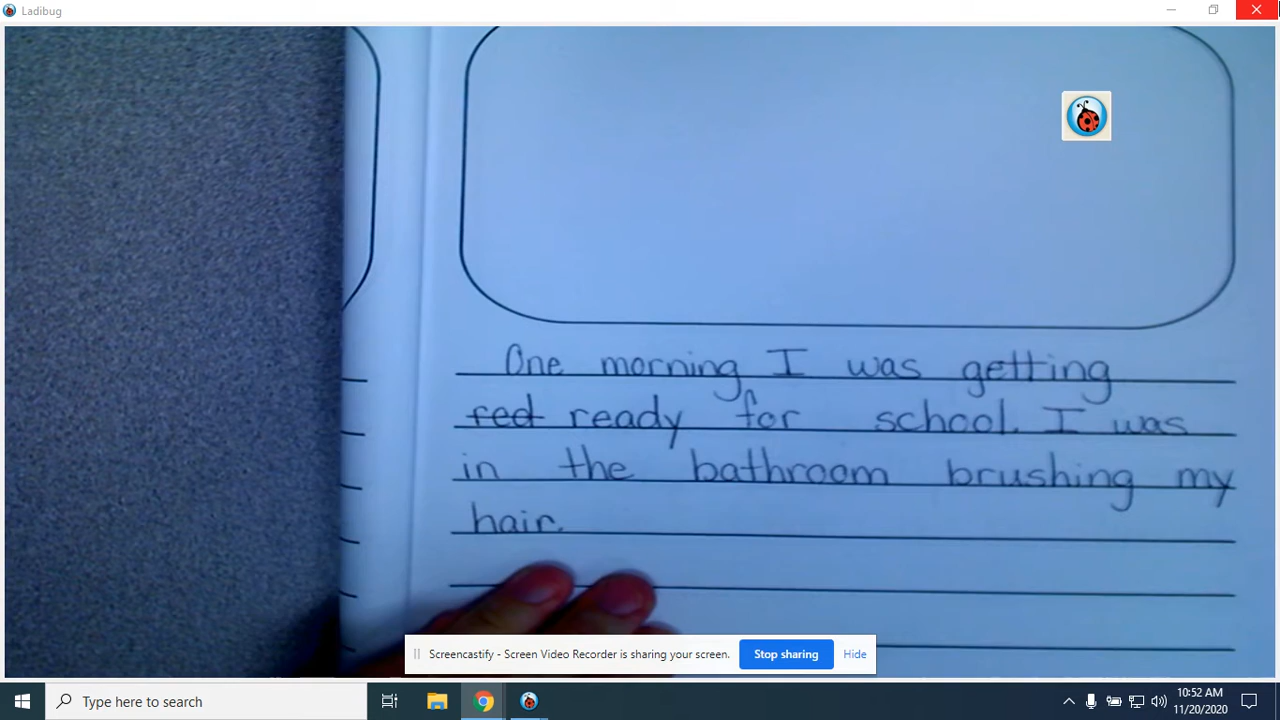 Ladibug
One morning I was getting
red ready for school. I was
in the bathroom brushing my
hair.
Screencastify - Screen Video Recorder is sharing your screen. Stop sharing Hide
Type here to search
10:52 AM
11/20/2020